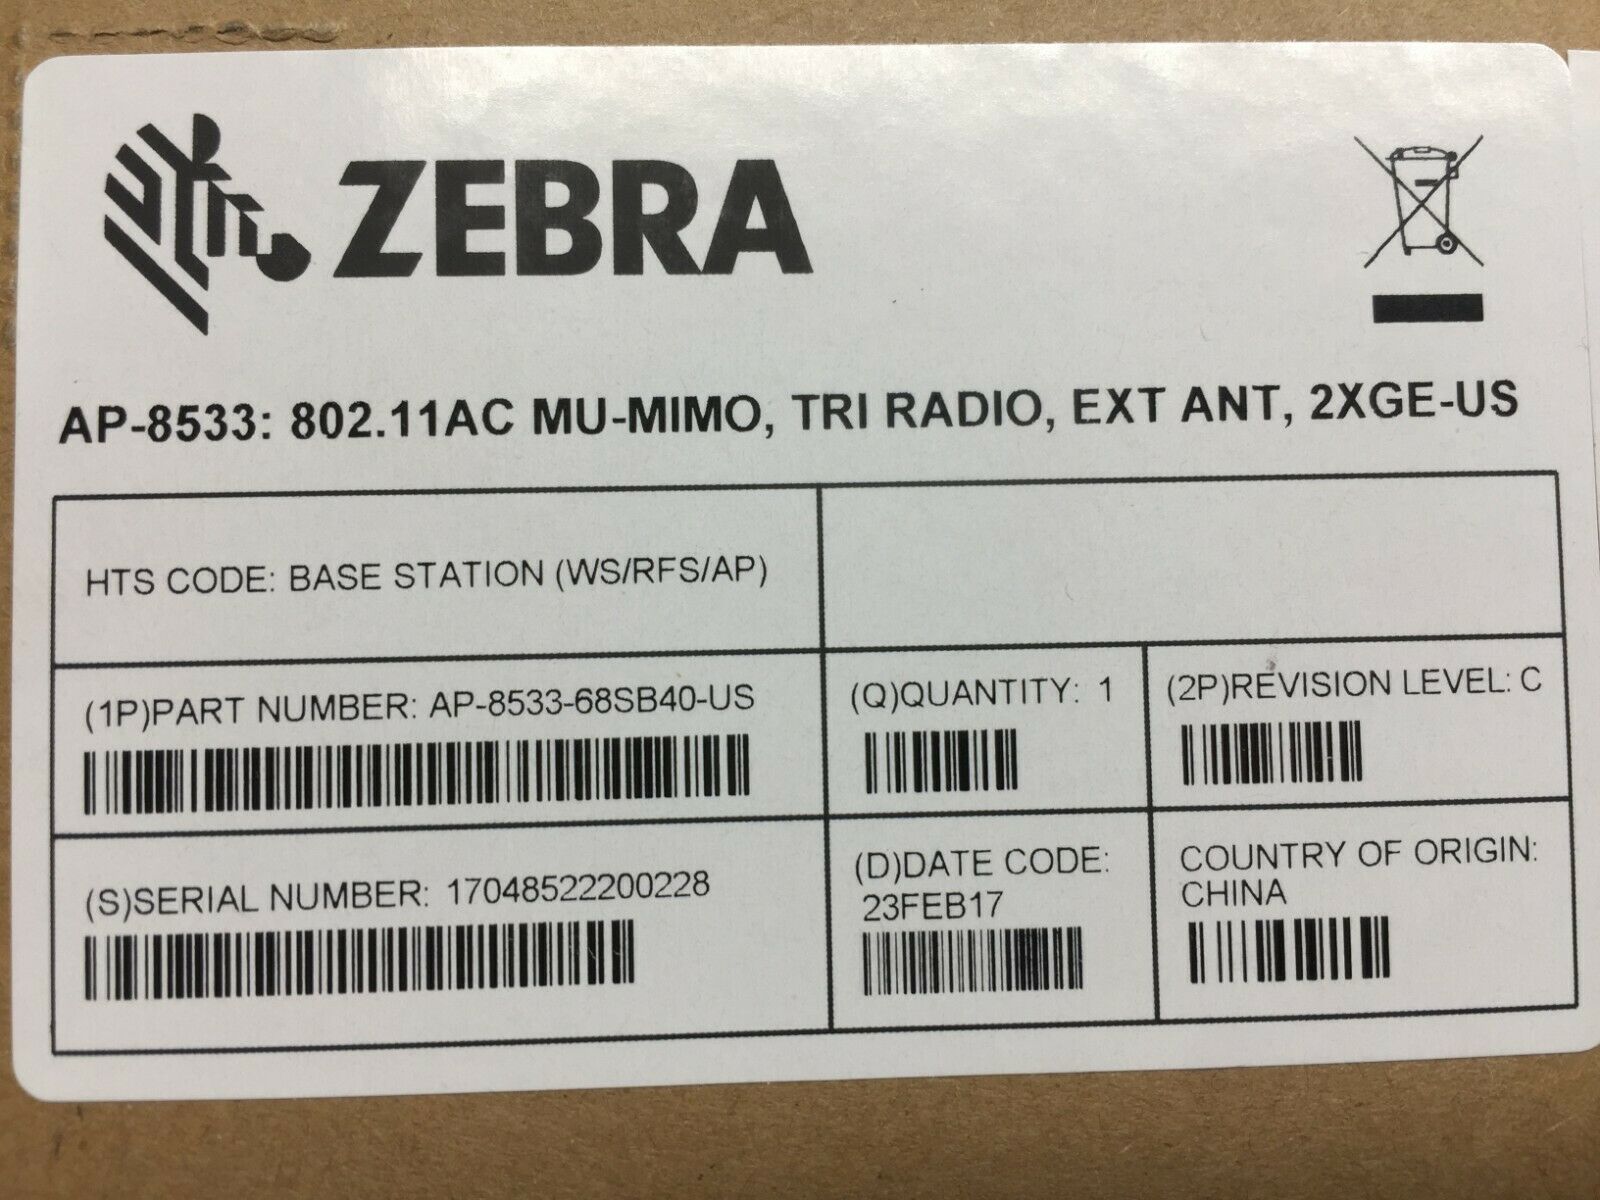 ZEBRA
AP-8533: 802.11AC MU-MIMO, TRI RADIO, EXT ANT, 2XGE-US
HTS CODE: BASE STATION (WS/RFS/AP)
(1P)PART NUMBER: AP-8533-68SB40-US
(Q)QUANTITY: 1
(2P)REVISION LEVEL: C
(S)SERIAL NUMBER: 17048522200228
(D)DATE CODE:
23FEB17
COUNTRY OF ORIGIN:
CHINA